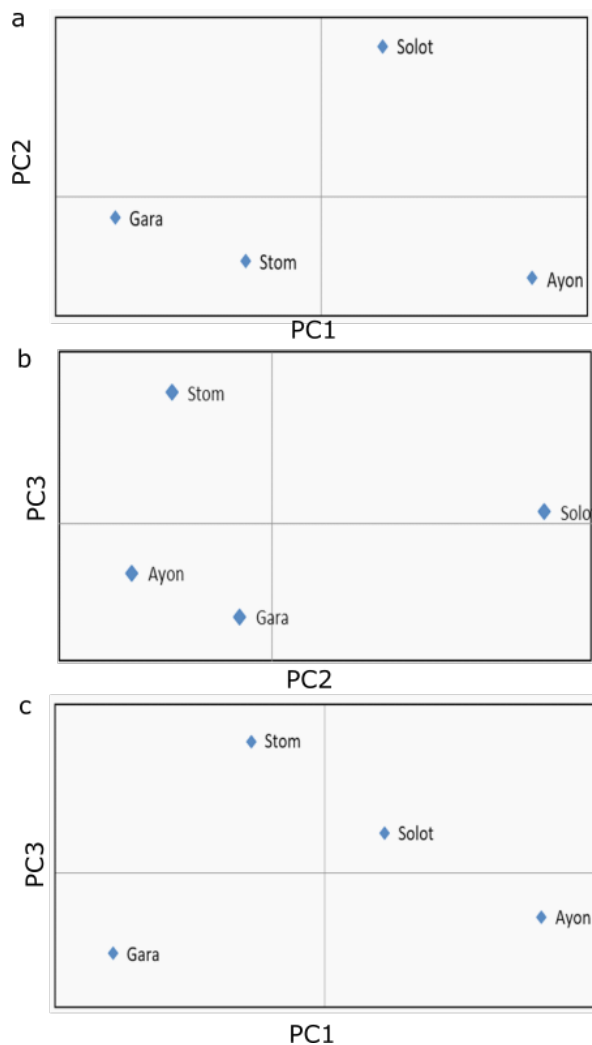 a
Solot
PC2
Gara
Stom
Ayon
PC1
b
Stom
PC3
Solo
Ayon
Gara
PC2
c
Stom
Solot
PC3
Ayon
Gara
PC1